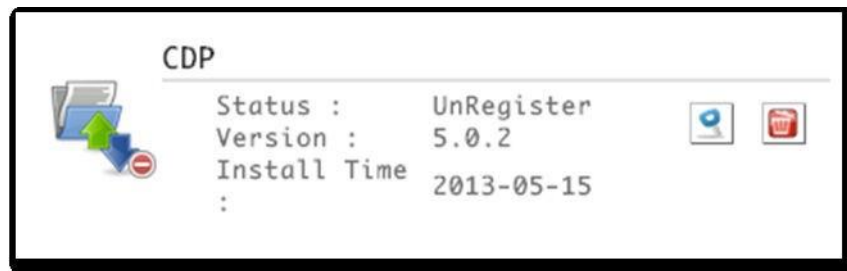 CDP
Status : UnRegister
Version : 5.0.2
Install Time : 2013-05-15